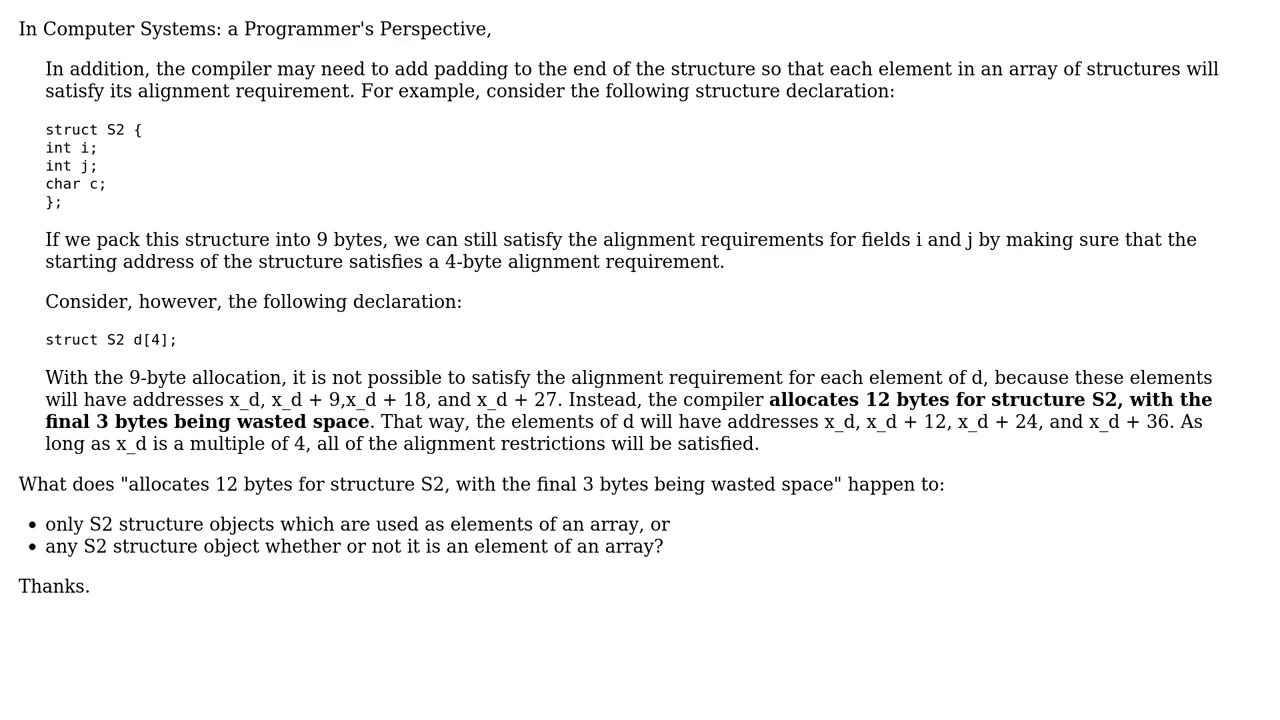 In Computer Systems: a Programmer's Perspective,
In addition, the compiler may need to add padding to the end of the structure so that each element in an array of structures will
satisfy its alignment requirement. For example, consider the following structure declaration:
struct S2 {
int i;
int j;
char c;
};
If we pack this structure into 9 bytes, we can still satisfy the alignment requirements for fields i and j by making sure that the
starting address of the structure satisfies a 4-byte alignment requirement.
Consider, however, the following declaration:
struct S2 d[4];
With the 9-byte allocation, it is not possible to satisfy the alignment requirement for each element of d, because these elements
will have addresses x_d, x_d + 9,x_d + 18, and x_d + 27. Instead, the compiler allocates 12 bytes for structure S2, with the
final 3 bytes being wasted space. That way, the elements of d will have addresses x_d, x_d + 12, x_d + 24, and x_d + 36. As
long as x_d is a multiple of 4, all of the alignment restrictions will be satisfied.
What does "allocates 12 bytes for structure S2, with the final 3 bytes being wasted space" happen to:
• only S2 structure objects which are used as elements of an array, or
• any S2 structure object whether or not it is an element of an array?
Thanks.